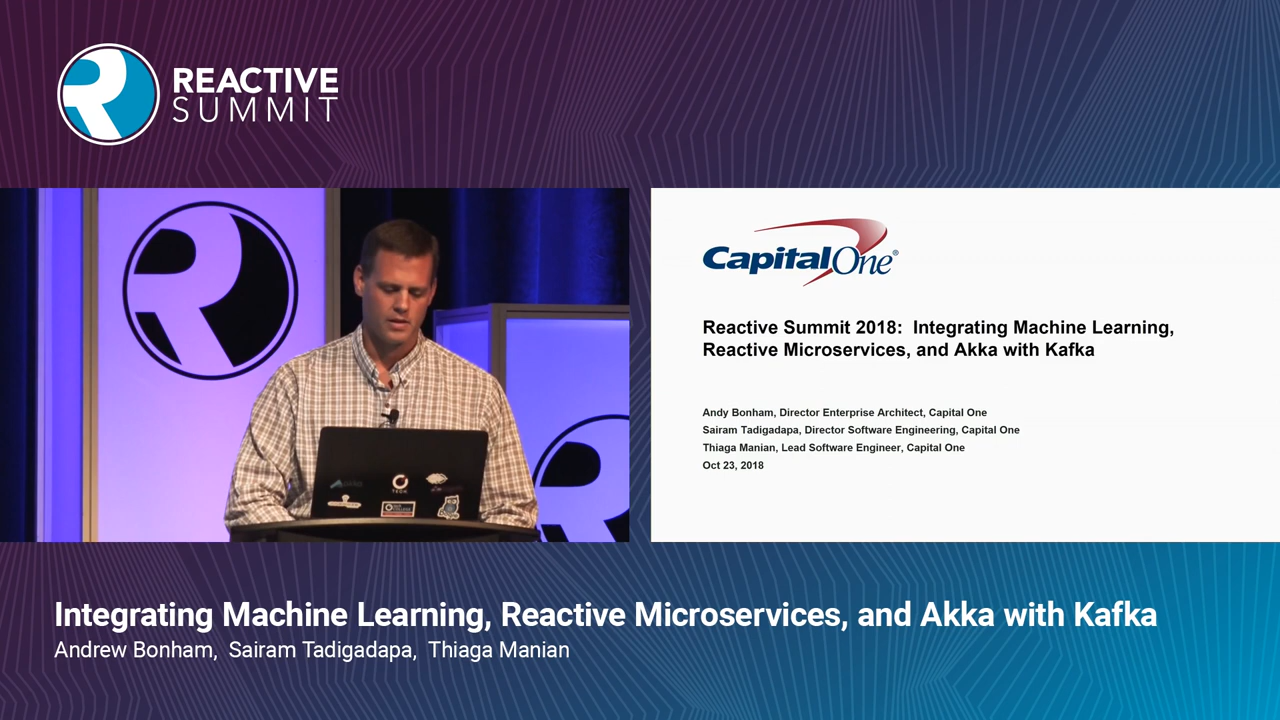 REACTIVE
SUMMIT
CapitalOne®
Reactive Summit 2018: Integrating Machine Learning,
Reactive Microservices, and Akka with Kafka
Andy Bonham, Director Enterprise Architect, Capital One
Sairam Tadigadapa, Director Software Engineering, Capital One
Thiaga Manian, Lead Software Engineer, Capital One
Oct 23, 2018
TECH
Integrating Machine Learning, Reactive Microservices, and Akka with Kafka
Andrew Bonham, Sairam Tadigadapa, Thiaga Manian